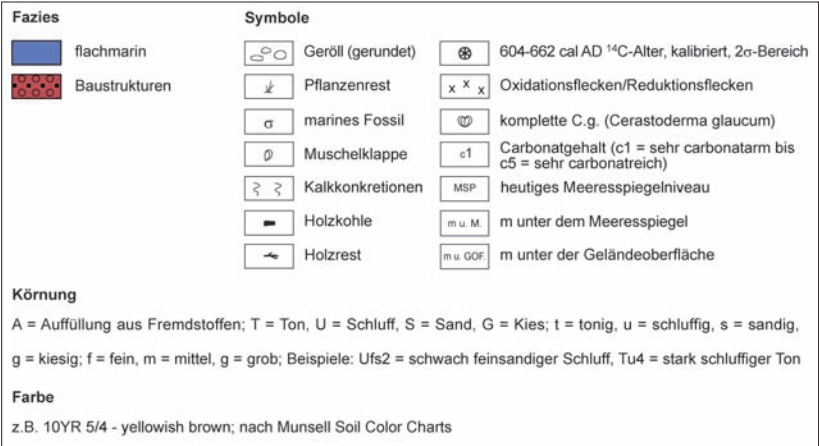 Fazies
Symbole
flachmarin
Geröll (gerundet)
604-662 cal AD ¹⁴C-Alter, kalibriert, 2σ-Bereich
Baustrukturen
Pflanzenrest
x x x
Oxidationsflecken/Reduktionsflecken
σ
marines Fossil
komplette C.g. (Cerastoderma glaucum)
Muschelklappe
c1
Carbonatgehalt (c1 = sehr carbonatarm bis
c5 = sehr carbonatreich)
Kalkkonkretionen
MSP
heutiges Meeresspiegelniveau
Holzkohle
m u. M.
m unter dem Meeresspiegel
Holzrest
m u. GOF.
m unter der Geländeoberfläche
Körnung
A = Auffüllung aus Fremdstoffen; T = Ton, U = Schluff, S = Sand, G = Kies; t = tonig, u = schluffig, s = sandig,
g = kiesig; f = fein, m = mittel, g = grob; Beispiele: Ufs2 = schwach feinsandiger Schluff, Tu4 = stark schluffiger Ton
Farbe
z.B. 10YR 5/4 - yellowish brown; nach Munsell Soil Color Charts